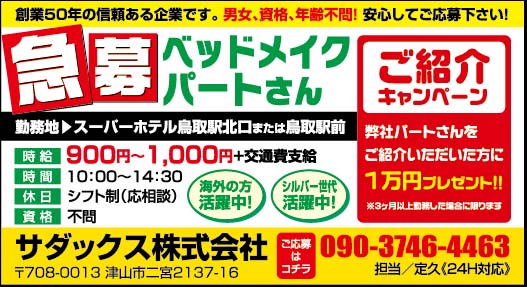 創業50年の信頼ある企業です。男女、資格、年齢不問!安心してご応募下さい!
急募
ベッドメイク
パートさん
勤務地▶スーパーホテル鳥取駅北口または鳥取駅前
時給 900円〜1,000円+交通費支給
時間 10:00〜14:30
休日 シフト制(応相談)
資格 不問
海外の方
活躍中!
シルバー世代
活躍中!
ご紹介
キャンペーン
弊社パートさんを
ご紹介いただいた方に
1万円プレゼント!!
※3ヶ月以上勤務した場合に限ります
サダックス株式会社
〒708-0013 津山市二宮2137-16
ご応募
は
コチラ
090-3746-4463
担当/定久《24H対応》